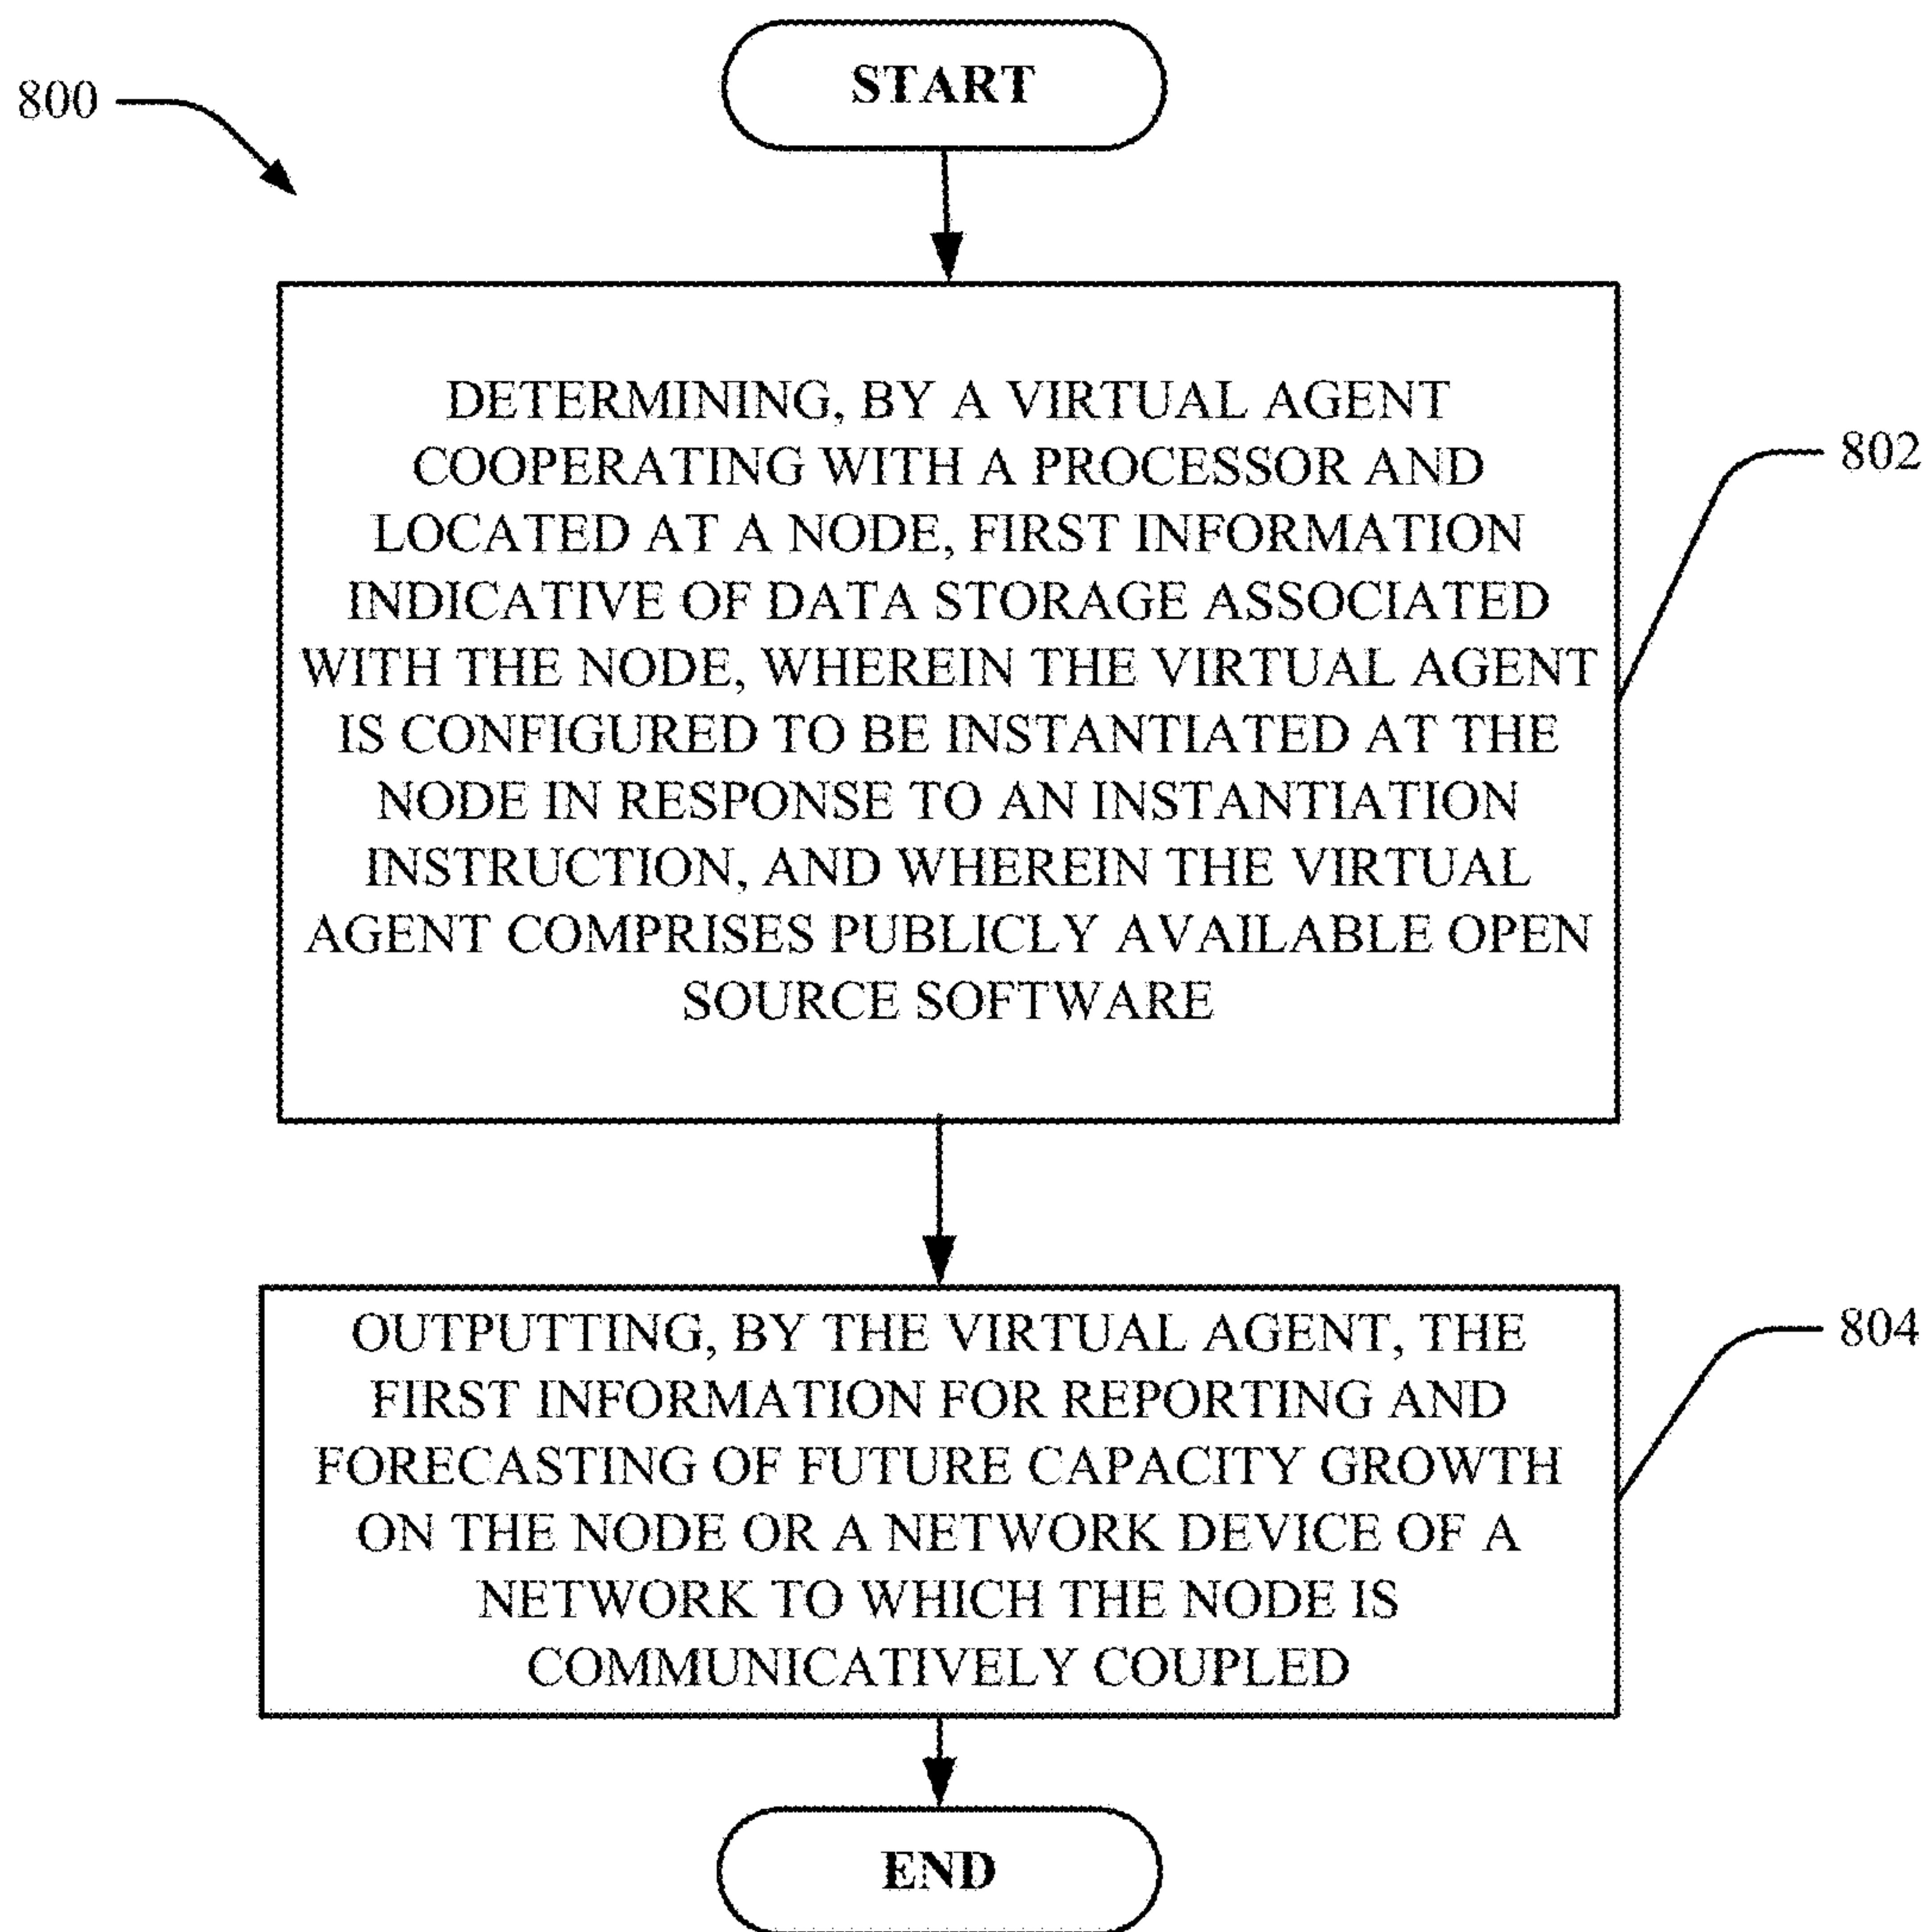 START
800
DETERMINING, BY A VIRTUAL AGENT
COOPERATING WITH A PROCESSOR AND
LOCATED AT A NODE, FIRST INFORMATION
INDICATIVE OF DATA STORAGE ASSOCIATED
WITH THE NODE, WHEREIN THE VIRTUAL AGENT
IS CONFIGURED TO BE INSTANTIATED AT THE
NODE IN RESPONSE TO AN INSTANTIATION
INSTRUCTION, AND WHEREIN THE VIRTUAL
AGENT COMPRISES PUBLICLY AVAILABLE OPEN
SOURCE SOFTWARE
802
OUTPUTTING, BY THE VIRTUAL AGENT, THE
FIRST INFORMATION FOR REPORTING AND
FORECASTING OF FUTURE CAPACITY GROWTH
ON THE NODE OR A NETWORK DEVICE OF A
NETWORK TO WHICH THE NODE IS
COMMUNICATIVELY COUPLED
804
END